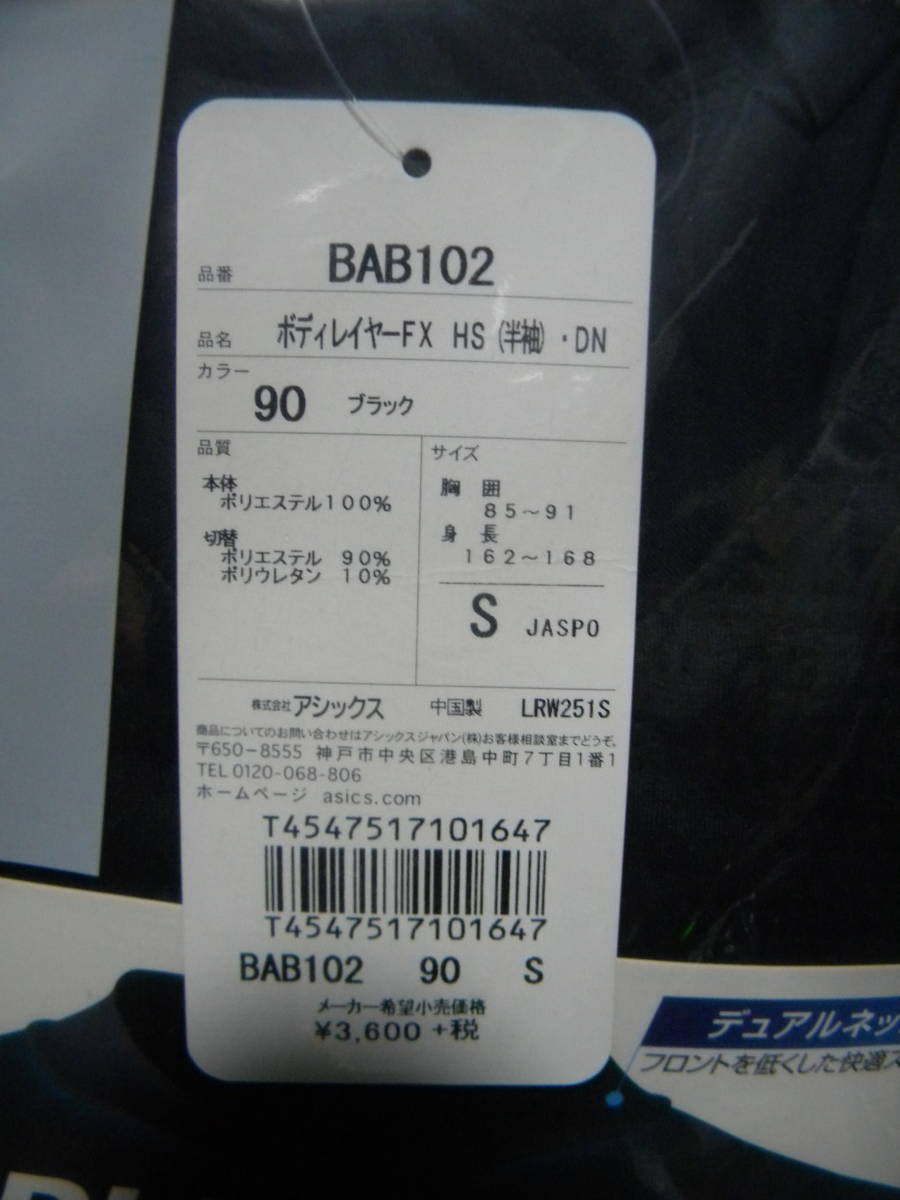 品番 BAB102
品名 ボディレイヤーFX HS(半袖)・DN
カラー
90 ブラック
品質
本体
ポリエステル100%
切替
ポリエステル 90%
ポリウレタン 10%
サイズ
胸囲
85~91
身長
162~168
S JASPO
株式会社アシックス 中国製 LRW251S
商品についてのお問い合わせはアシックスジャパン(株)お客様相談室までどうぞ。
〒650-8555 神戸市中央区港島中町7丁目1番1
TEL 0120-068-806
ホームページ asics.com
T4547517101647
T4547517101647
BAB102 90 S
メーカー希望小売価格
¥3,600+税
デュアルネッ
フロントを低くした快適